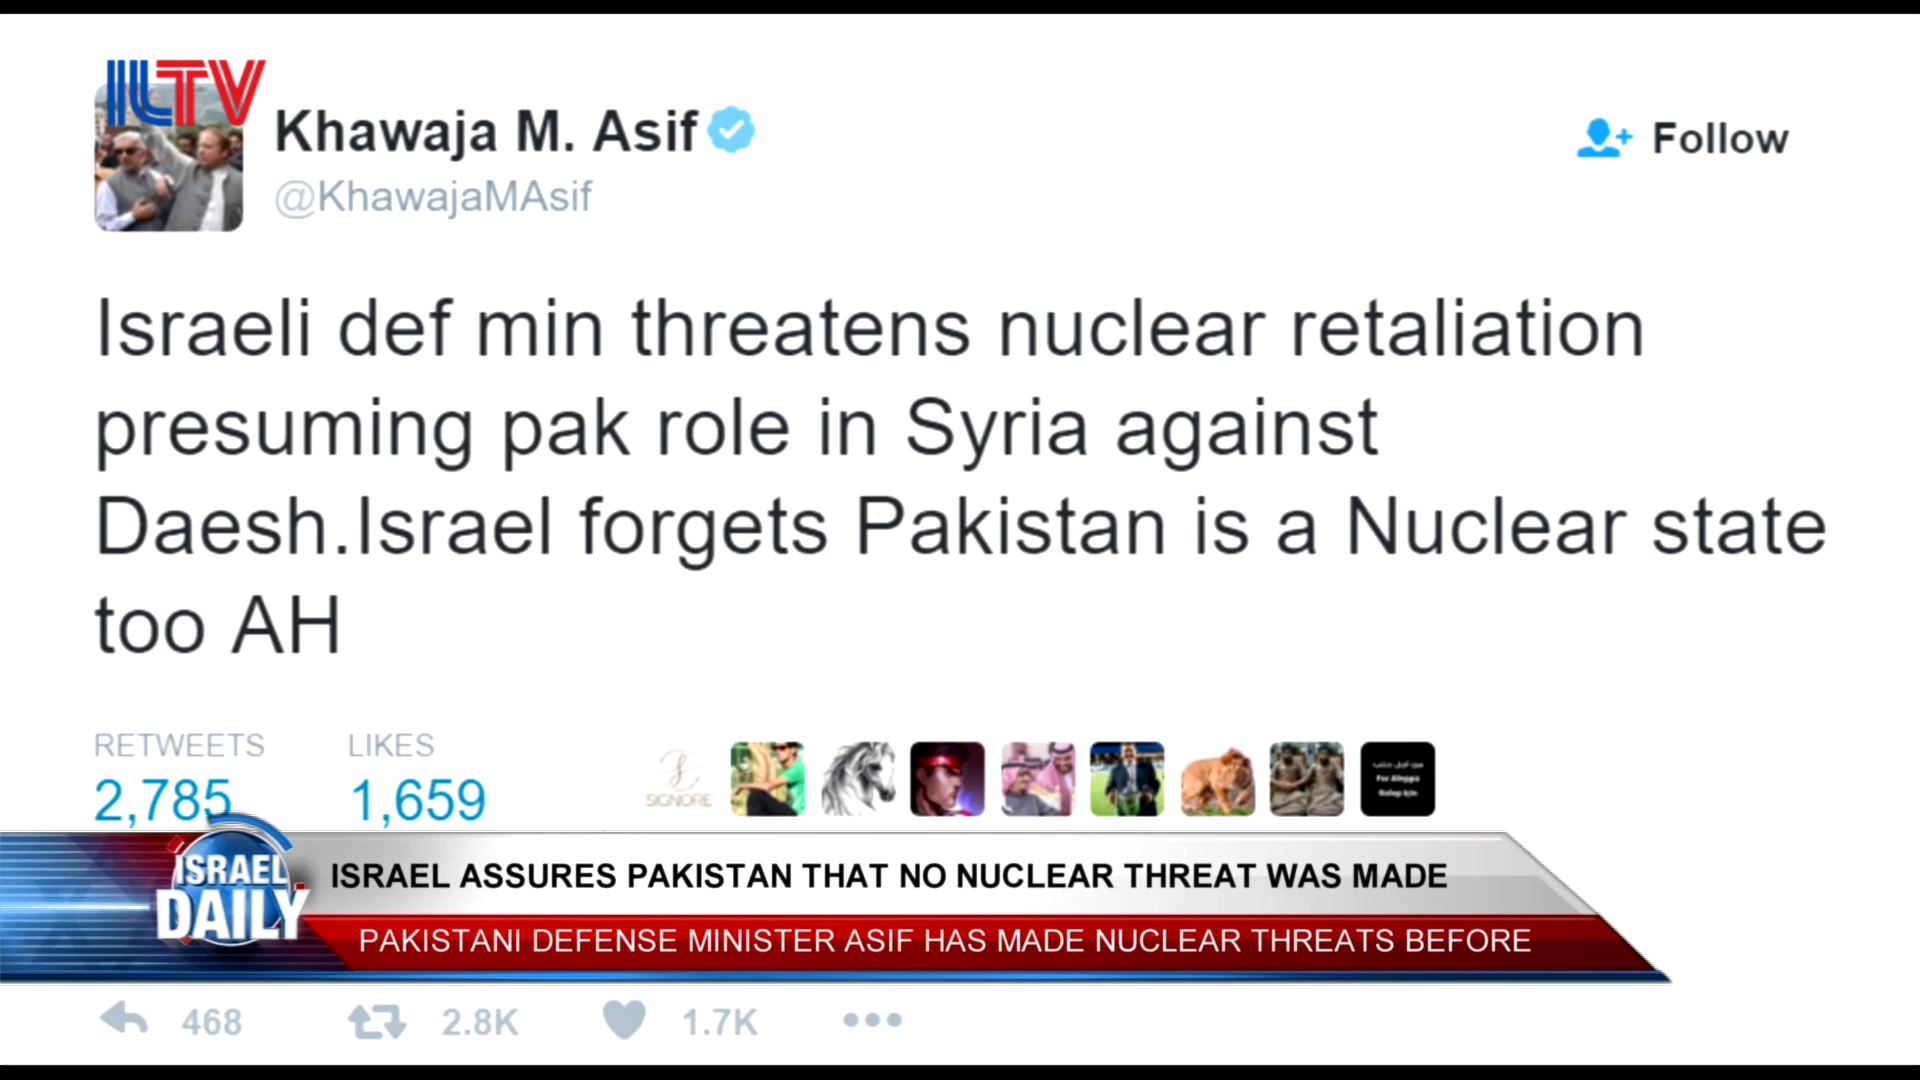 ILTV
Khawaja M. Asif
@KhawajaMAsif
Follow
Israeli def min threatens nuclear retaliation
presuming pak role in Syria against
Daesh.Israel forgets Pakistan is a Nuclear state
too AH
RETWEETS
2,785
LIKES
1,659
SIGNORE
For Aleppo
ISRAEL
DAILY
ISRAEL ASSURES PAKISTAN THAT NO NUCLEAR THREAT WAS MADE
PAKISTANI DEFENSE MINISTER ASIF HAS MADE NUCLEAR THREATS BEFORE
468
2.8K
1.7K